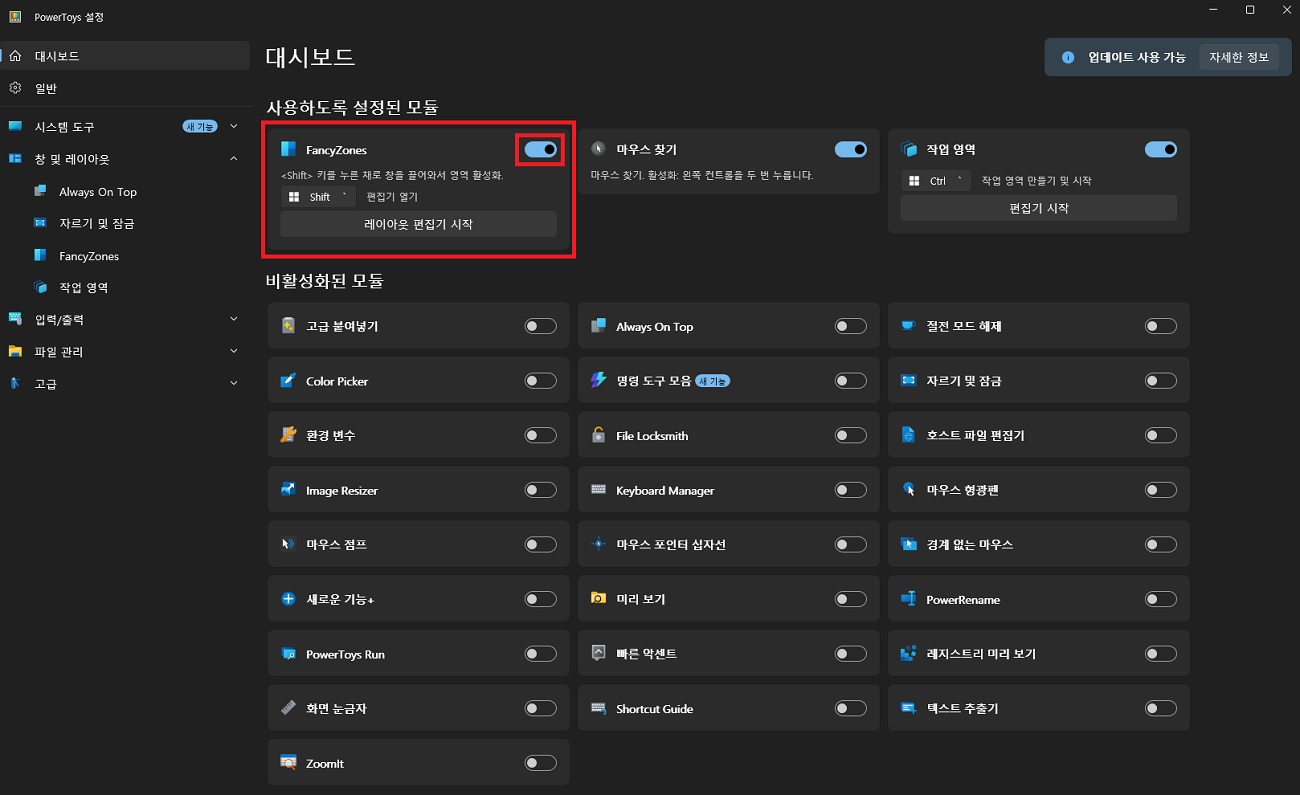 PowerToys 설정
대시보드
일반
시스템 도구 새 기능
창 및 레이아웃
Always On Top
자르기 및 잠금
FancyZones
작업 영역
입력/출력
파일 관리
고급
대시보드
업데이트 사용 가능 자세한 정보
사용하도록 설정된 모듈
FancyZones
<Shift> 키를 누른 채로 창을 끌어와서 영역 활성화.
Shift ` 편집기 열기
레이아웃 편집기 시작
마우스 찾기
마우스 찾기. 활성화: 왼쪽 컨트롤을 두 번 누릅니다.
작업 영역
Ctrl ` 작업 영역 만들기 및 시작
편집기 시작
비활성화된 모듈
고급 붙여넣기 Always On Top 절전 모드 해제
Color Picker 명령 도구 모음 새 기능 자르기 및 잠금
환경 변수 File Locksmith 호스트 파일 편집기
Image Resizer Keyboard Manager 마우스 형광펜
마우스 점프 마우스 포인터 십자선 경계 없는 마우스
새로운 기능+ 미리 보기 PowerRename
PowerToys Run 빠른 악센트 레지스트리 미리 보기
화면 눈금자 Shortcut Guide 텍스트 추출기
ZoomIt